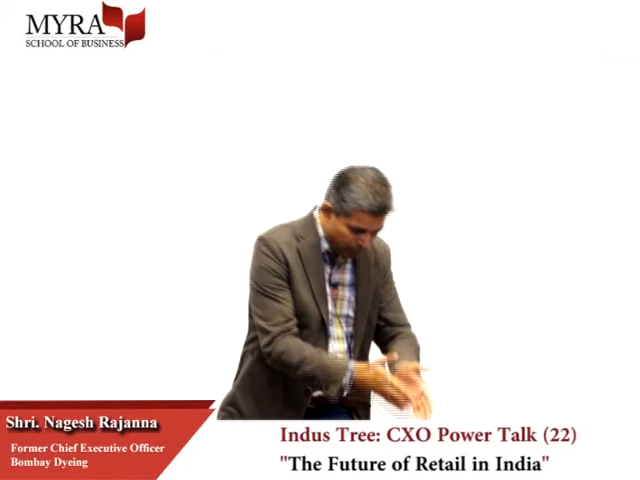 MYRA
SCHOOL OF BUSINESS
Shri. Nagesh Rajanna
Former Chief Executive Officer
Bombay Dyeing
Indus Tree: CXO Power Talk (22)
"The Future of Retail in India"